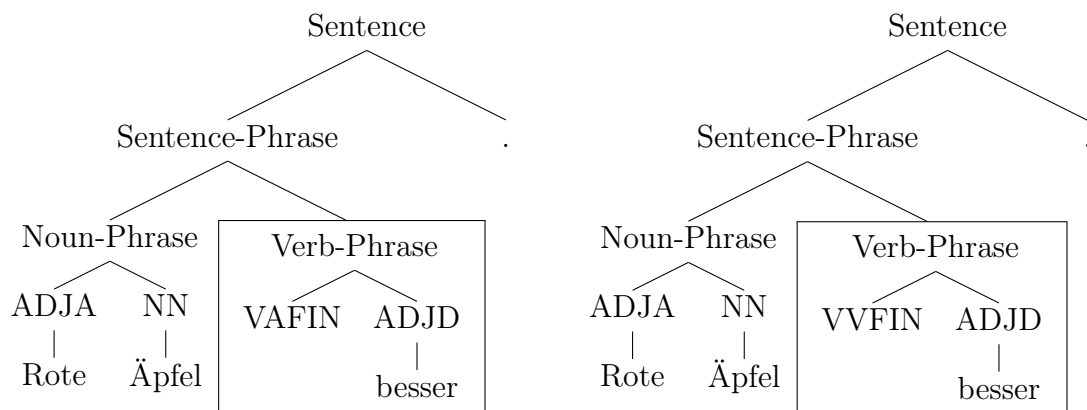 Sentence
Sentence-Phrase .
Noun-Phrase Verb-Phrase
ADJA NN VAFIN ADJD
Rote Äpfel besser
Sentence
Sentence-Phrase .
Noun-Phrase Verb-Phrase
ADJA NN VVFIN ADJD
Rote Äpfel besser